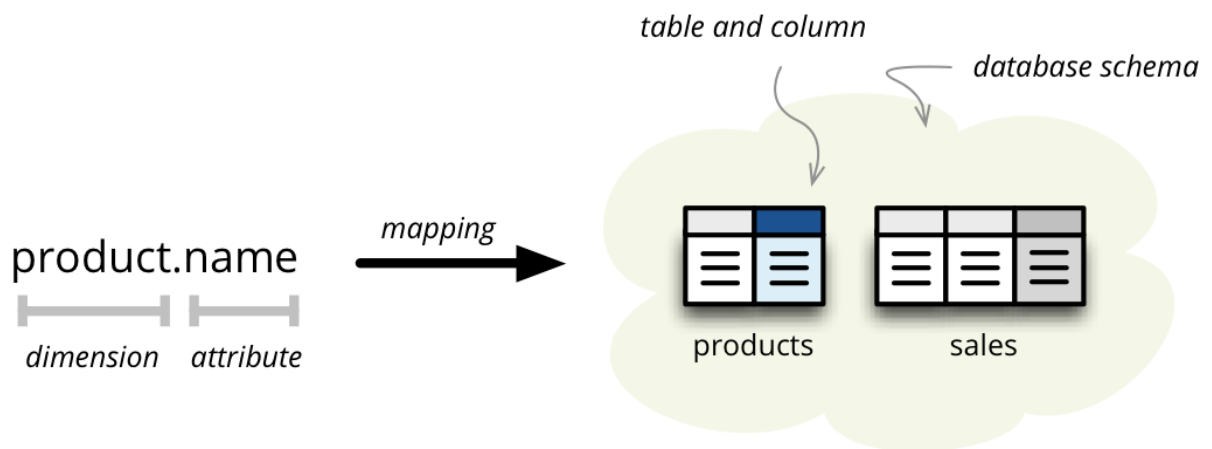 table and column
database schema
mapping
product.name
dimension attribute
products sales